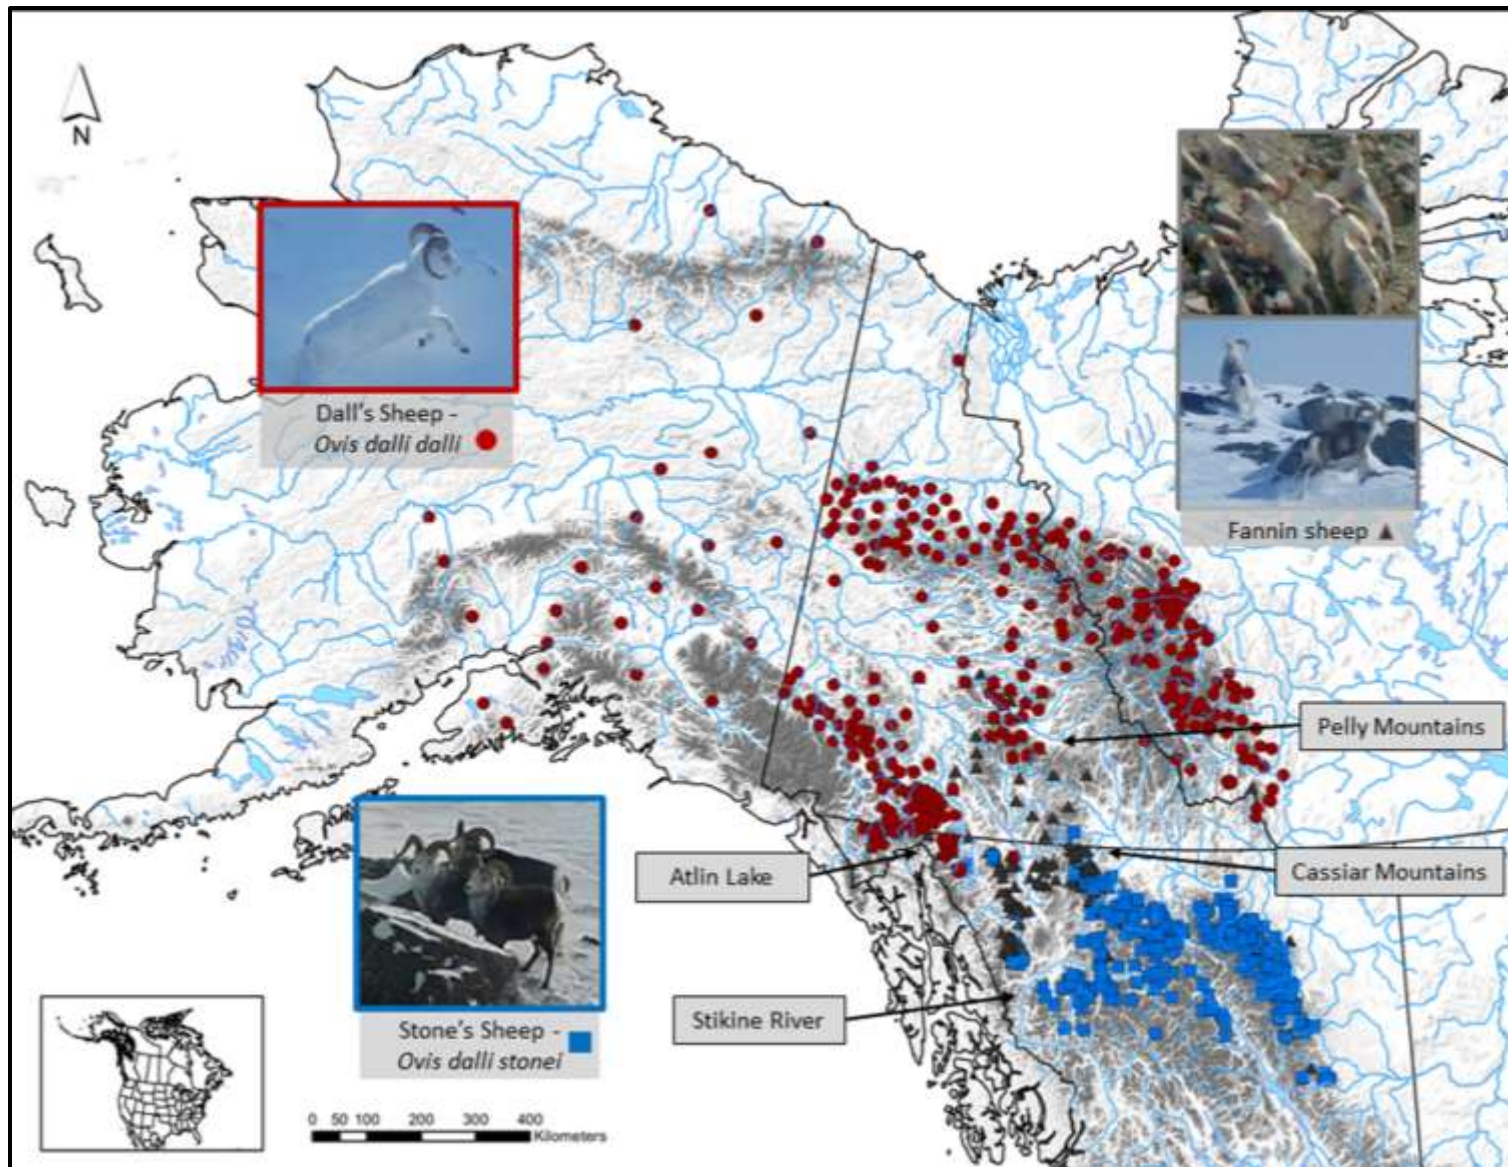 N
Dall's Sheep -
Ovis dalli dalli
Fannin sheep
Pelly Mountains
Atlin Lake
Cassiar Mountains
Stikine River
Stone's Sheep -
Ovis dalli stonei
0 50 100 200 300 400
Kilometers